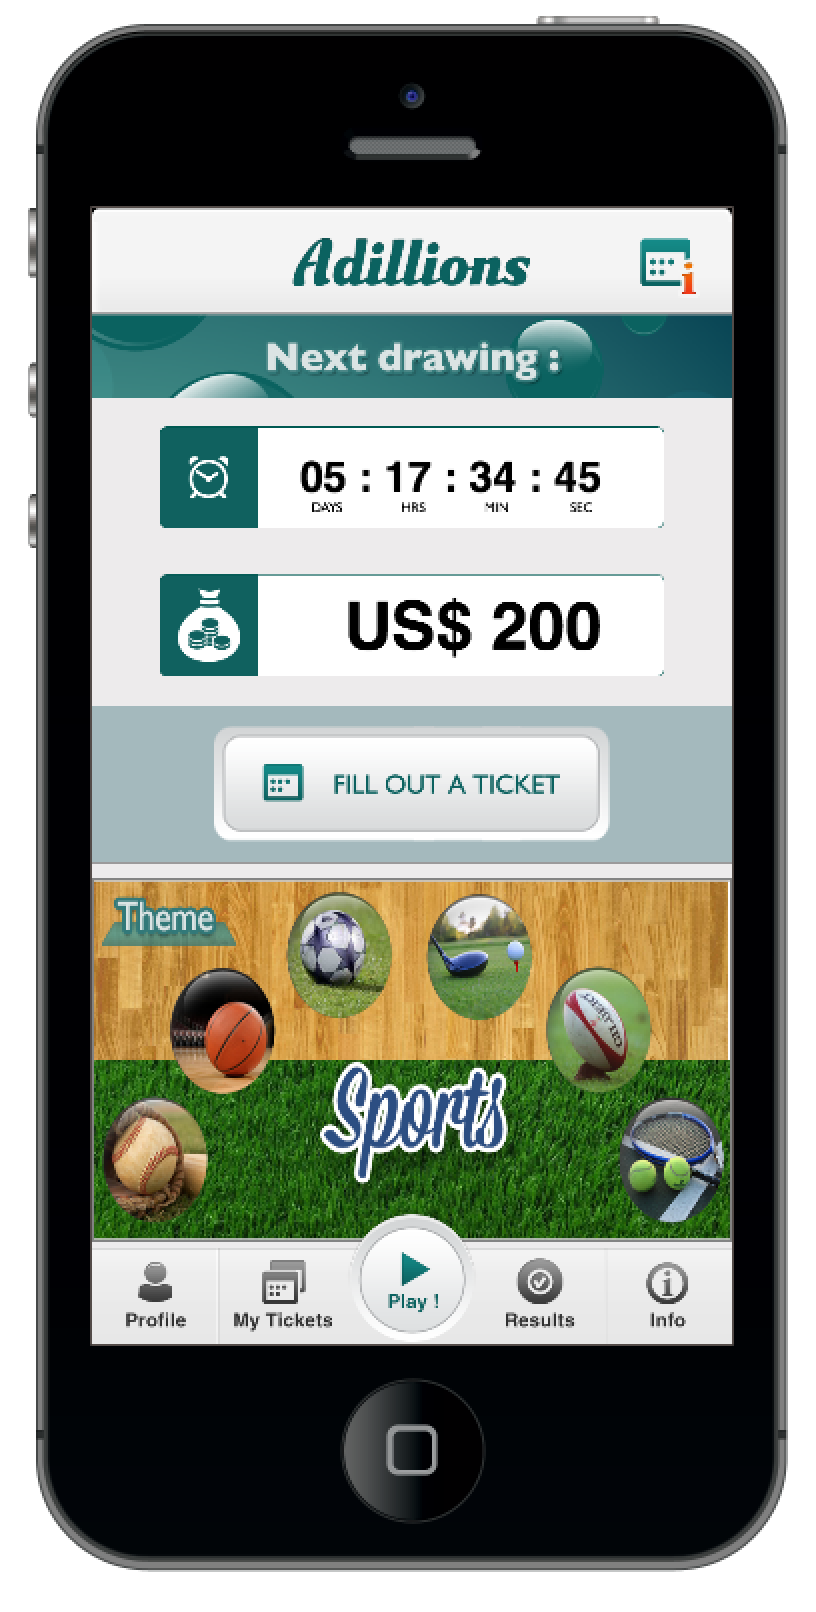 Adillions
Next drawing :
05 : 17 : 34 : 45
DAYS HRS MIN SEC
US$ 200
FILL OUT A TICKET
Theme
GILBERT
Sports
Play !
Profile My Tickets Results Info